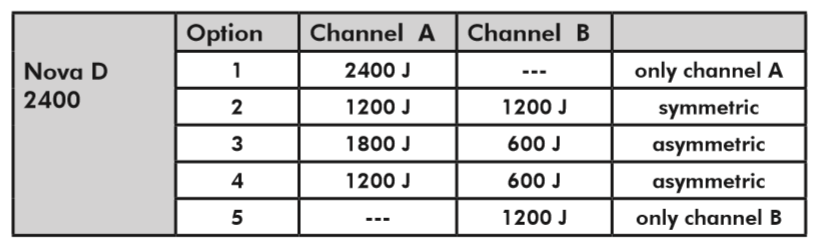 Option Channel A Channel B
Nova D 2400
1 2400 J --- only channel A
2 1200 J 1200 J symmetric
3 1800 J 600 J asymmetric
4 1200 J 600 J asymmetric
5 --- 1200 J only channel B